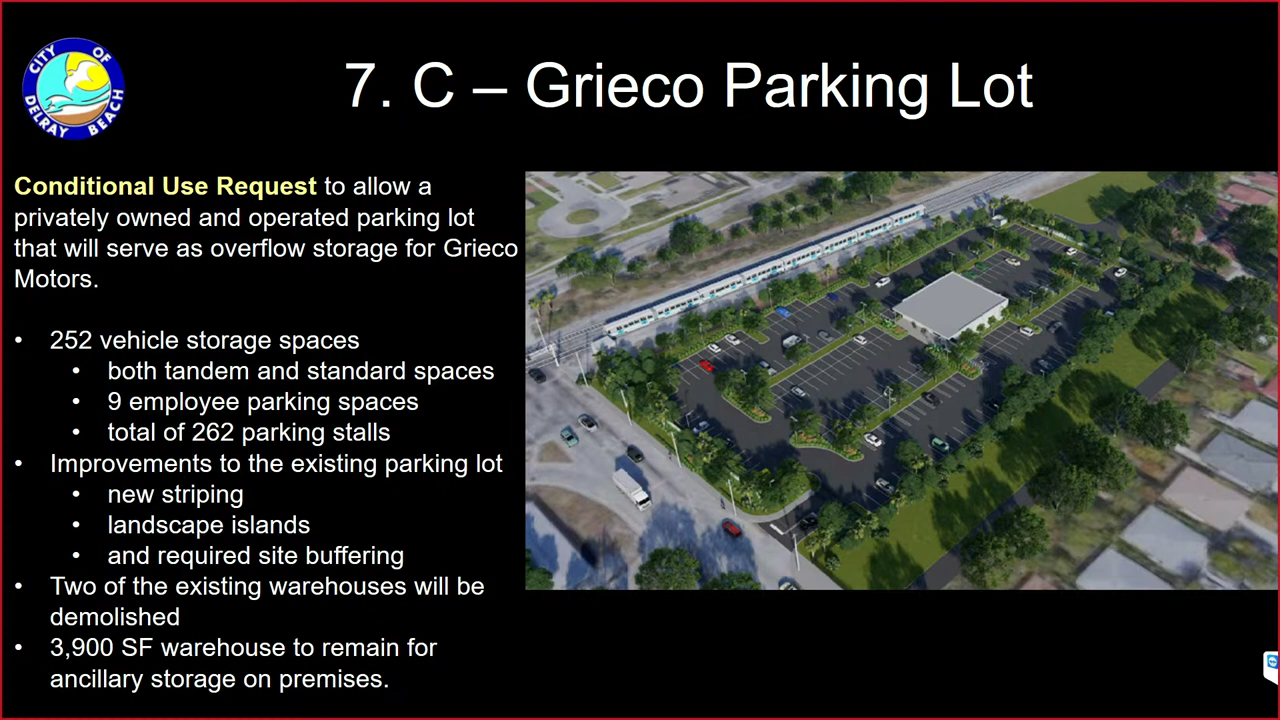 CITY OF
DELRAY BEACH
7. C – Grieco Parking Lot
Conditional Use Request to allow a
privately owned and operated parking lot
that will serve as overflow storage for Grieco
Motors.
• 252 vehicle storage spaces
• both tandem and standard spaces
• 9 employee parking spaces
• total of 262 parking stalls
• Improvements to the existing parking lot
• new striping
• landscape islands
• and required site buffering
• Two of the existing warehouses will be
demolished
• 3,900 SF warehouse to remain for
ancillary storage on premises.